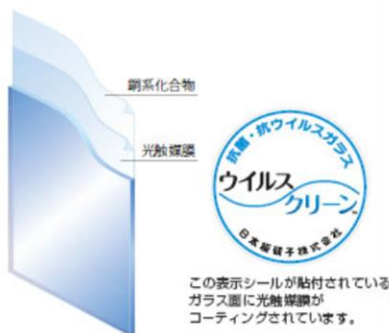 銅系化合物
光触媒膜
抗菌・抗ウイルスガラス
ウイルス
クリーン™
日本板硝子株式会社
この表示シールが貼付されている
ガラス面に光触媒膜が
コーティングされています。